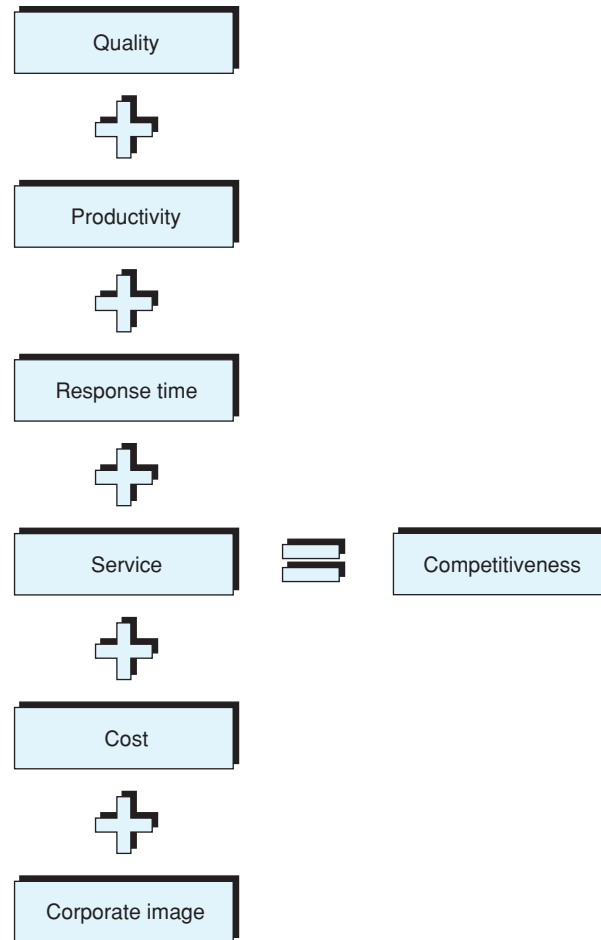 Quality
Productivity
Response time
Service
Competitiveness
Cost
Corporate image